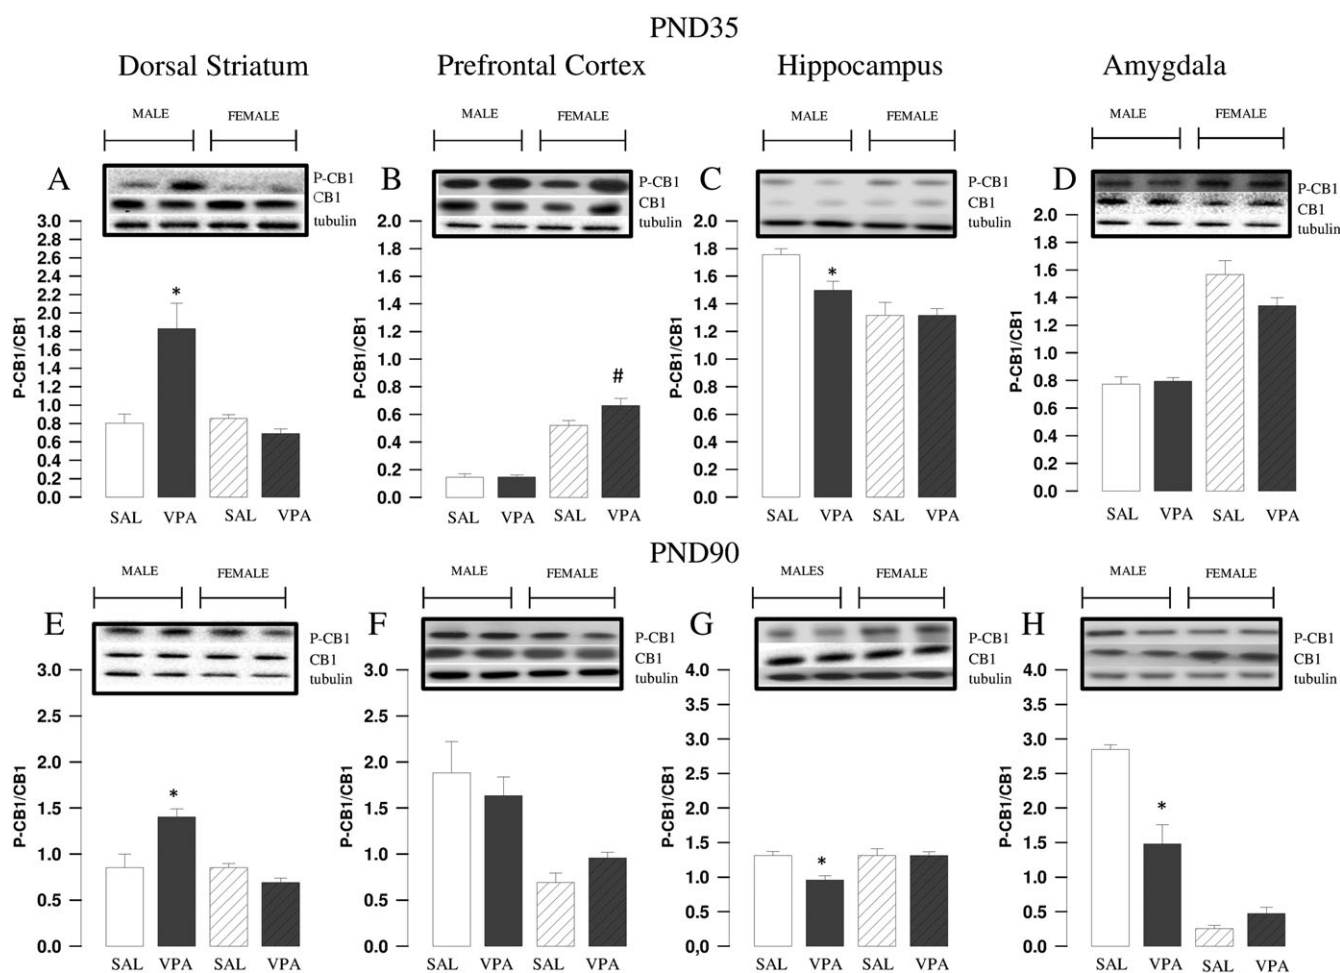 PND35
Dorsal Striatum
Prefrontal Cortex
Hippocampus
Amygdala
MALE FEMALE
MALE FEMALE
MALE FEMALE
MALE FEMALE
A
P-CB1
CB1
tubulin
3.0
2.8
2.6
2.4
2.2
2.0
1.8
1.6
1.4
1.2
1.0
0.8
0.6
0.4
0.2
0.0
P-CB1/CB1
*
SAL VPA SAL VPA
B
P-CB1
CB1
tubulin
2.0
1.8
1.6
1.4
1.2
1.0
0.8
0.6
0.4
0.2
0.0
P-CB1/CB1
#
SAL VPA SAL VPA
C
P-CB1
CB1
tubulin
2.0
1.8
1.6
1.4
1.2
1.0
0.8
0.6
0.4
0.2
0.0
P-CB1/CB1
*
SAL VPA SAL VPA
D
P-CB1
CB1
tubulin
2.0
1.8
1.6
1.4
1.2
1.0
0.8
0.6
0.4
0.2
0.0
P-CB1/CB1
SAL VPA SAL VPA
PND90
MALE FEMALE
MALE FEMALE
MALES FEMALE
MALE FEMALE
E
P-CB1
CB1
tubulin
3.0
2.5
2.0
1.5
1.0
0.5
0.0
P-CB1/CB1
*
SAL VPA SAL VPA
F
P-CB1
CB1
tubulin
3.0
2.5
2.0
1.5
1.0
0.5
0.0
P-CB1/CB1
SAL VPA SAL VPA
G
P-CB1
CB1
tubulin
4.0
3.5
3.0
2.5
2.0
1.5
1.0
0.5
0,0
P-CB1/CB1
*
SAL VPA SAL VPA
H
P-CB1
CB1
tubulin
4.0
3.5
3.0
2.5
2.0
1.5
1.0
0.5
0.0
P-CB1/CB1
*
SAL VPA SAL VPA